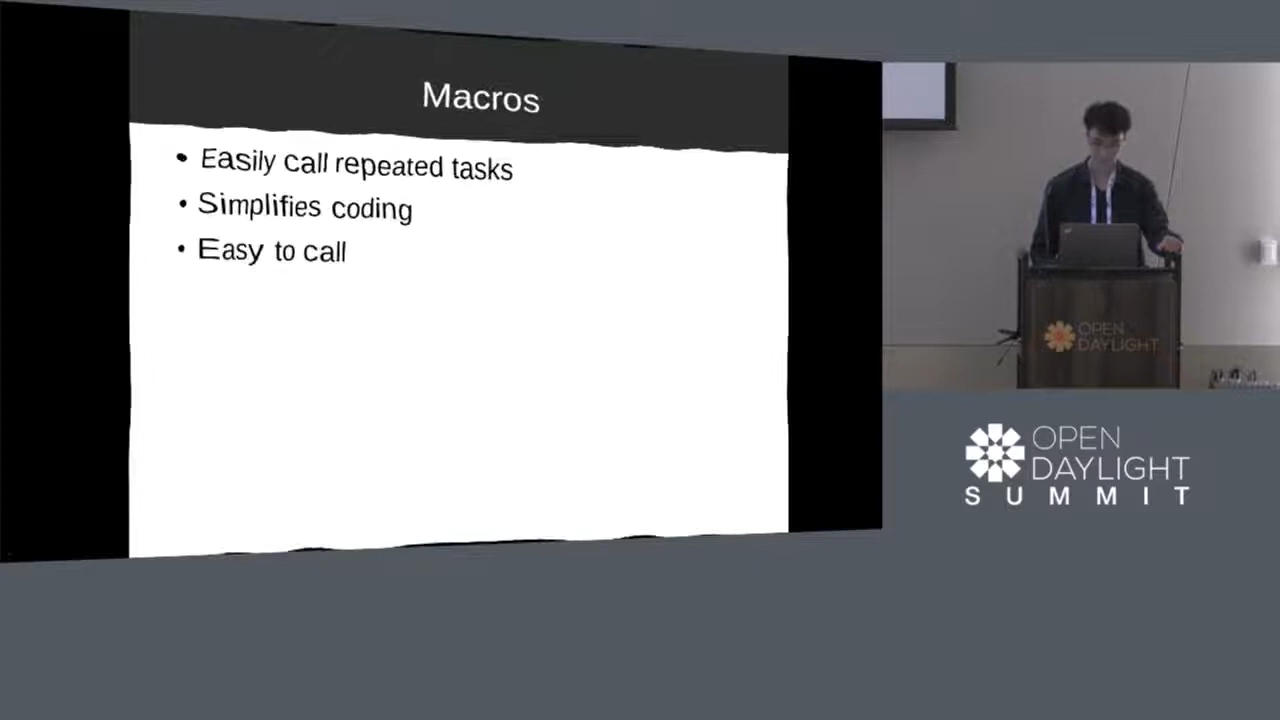 Macros
• Easily call repeated tasks
• Simplifies coding
• Easy to call
OPEN
DAYLIGHT
OPEN
DAYLIGHT
SUMMIT